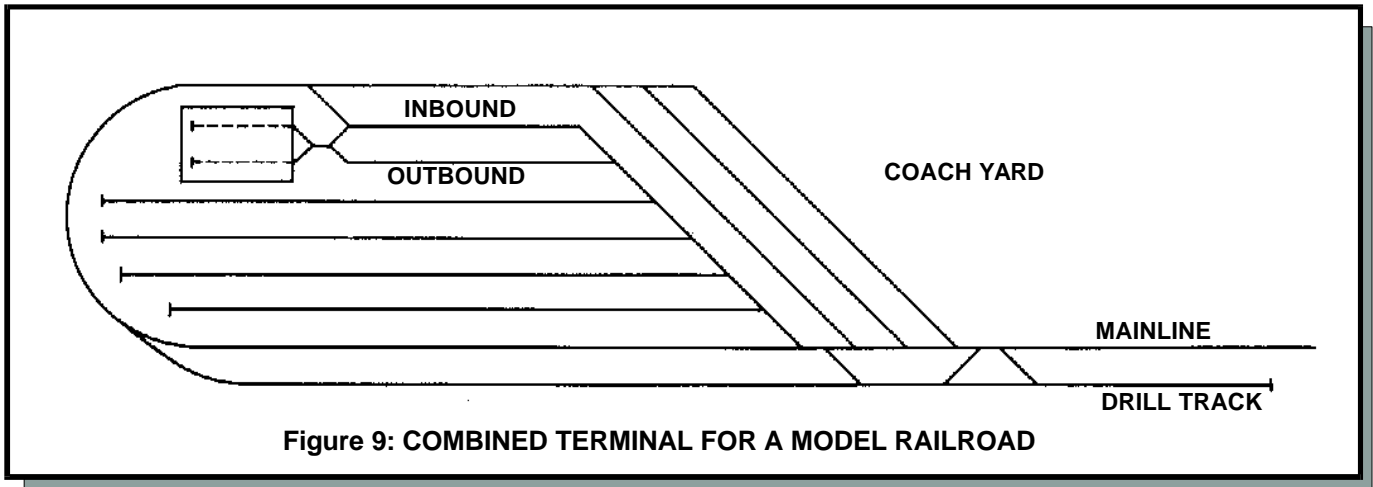 INBOUND
OUTBOUND
COACH YARD
MAINLINE
DRILL TRACK
Figure 9: COMBINED TERMINAL FOR A MODEL RAILROAD